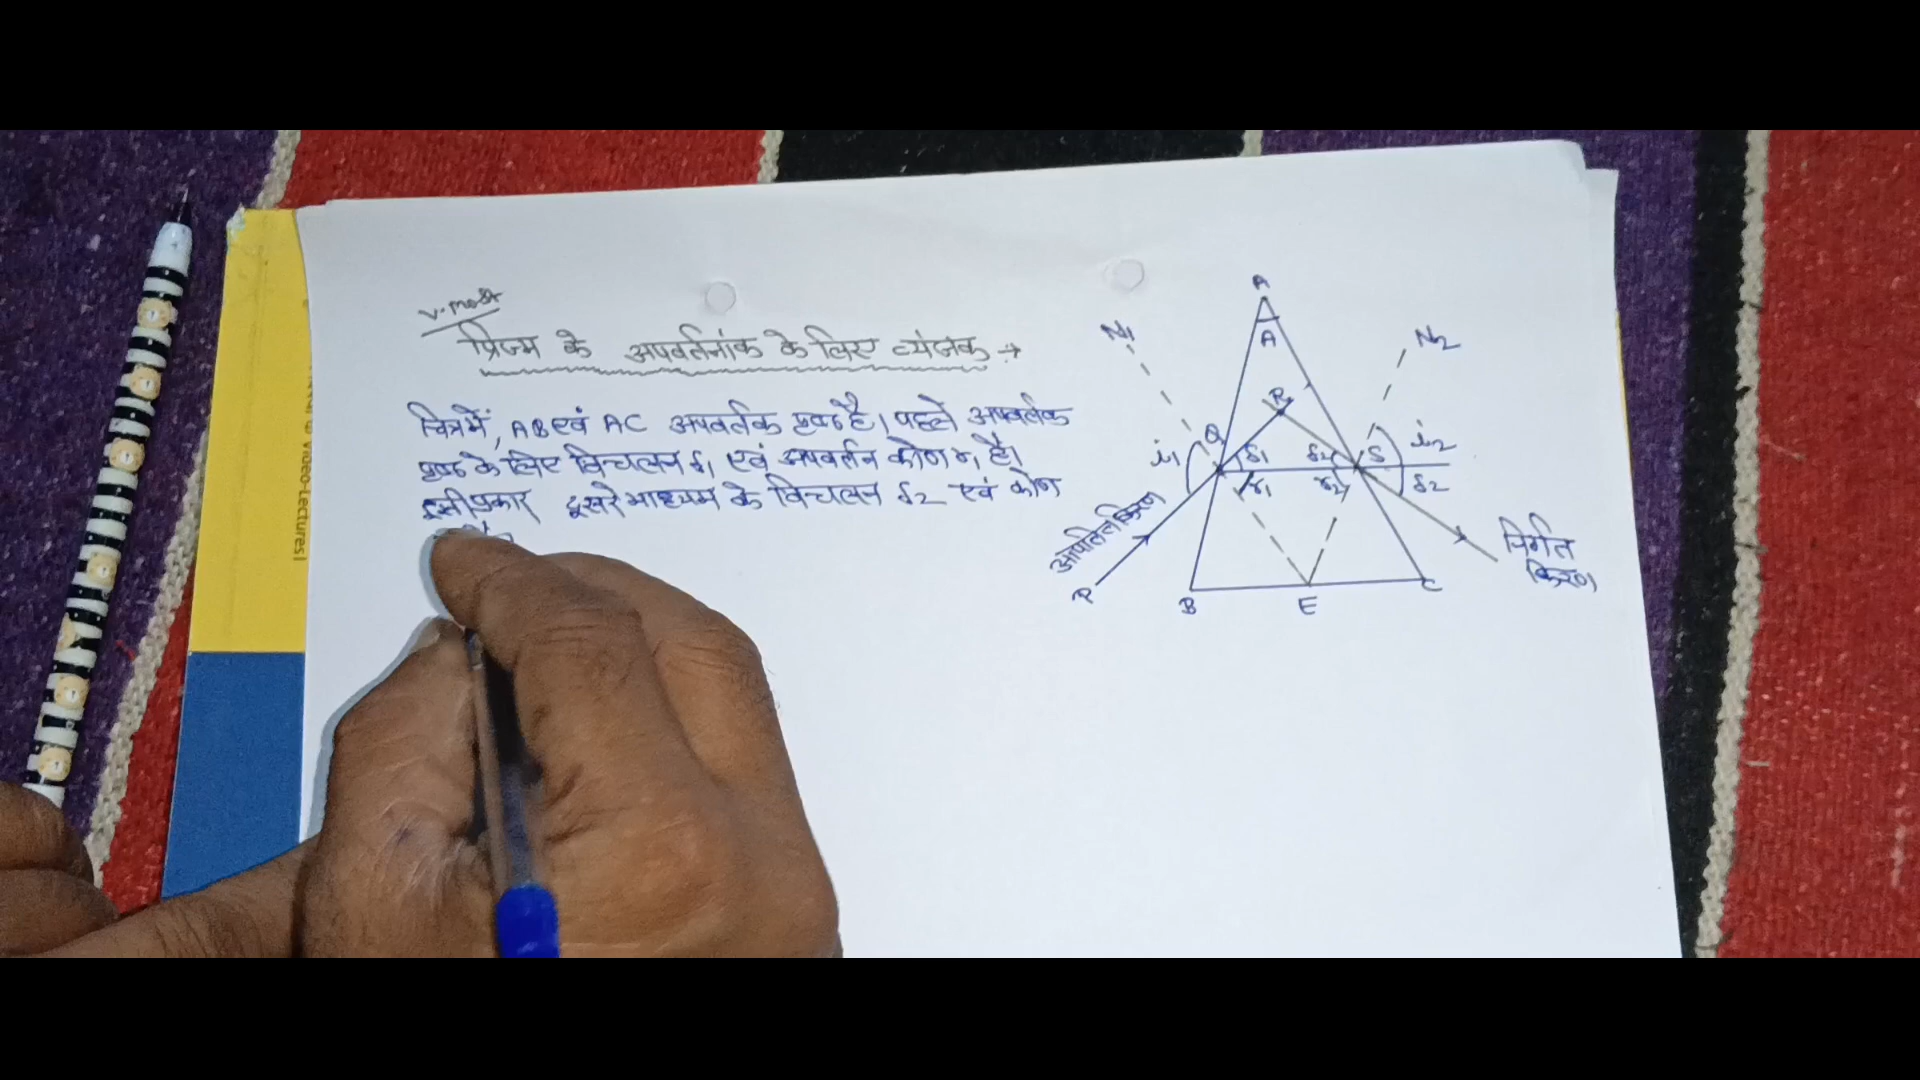 V. most
प्रिज्म के अपवर्तनांक के लिए व्यंजक →
चित्र में, AB एवं AC अपवर्तक पृष्ठ है। पहले अपवर्तक
पृष्ठ के लिए विचलन δ₁ एवं अपवर्तन कोण r₁ है।
इसी प्रकार दूसरे माध्यम के विचलन δ₂ एवं कोण
A
A
N₁
N₂
R
Q
S
i₁
i₂
δ₁
δ₂
δ₂
r₁
r₂
आपतित किरण
निर्गत
किरण
P
B
E
C
Video-Lectures)